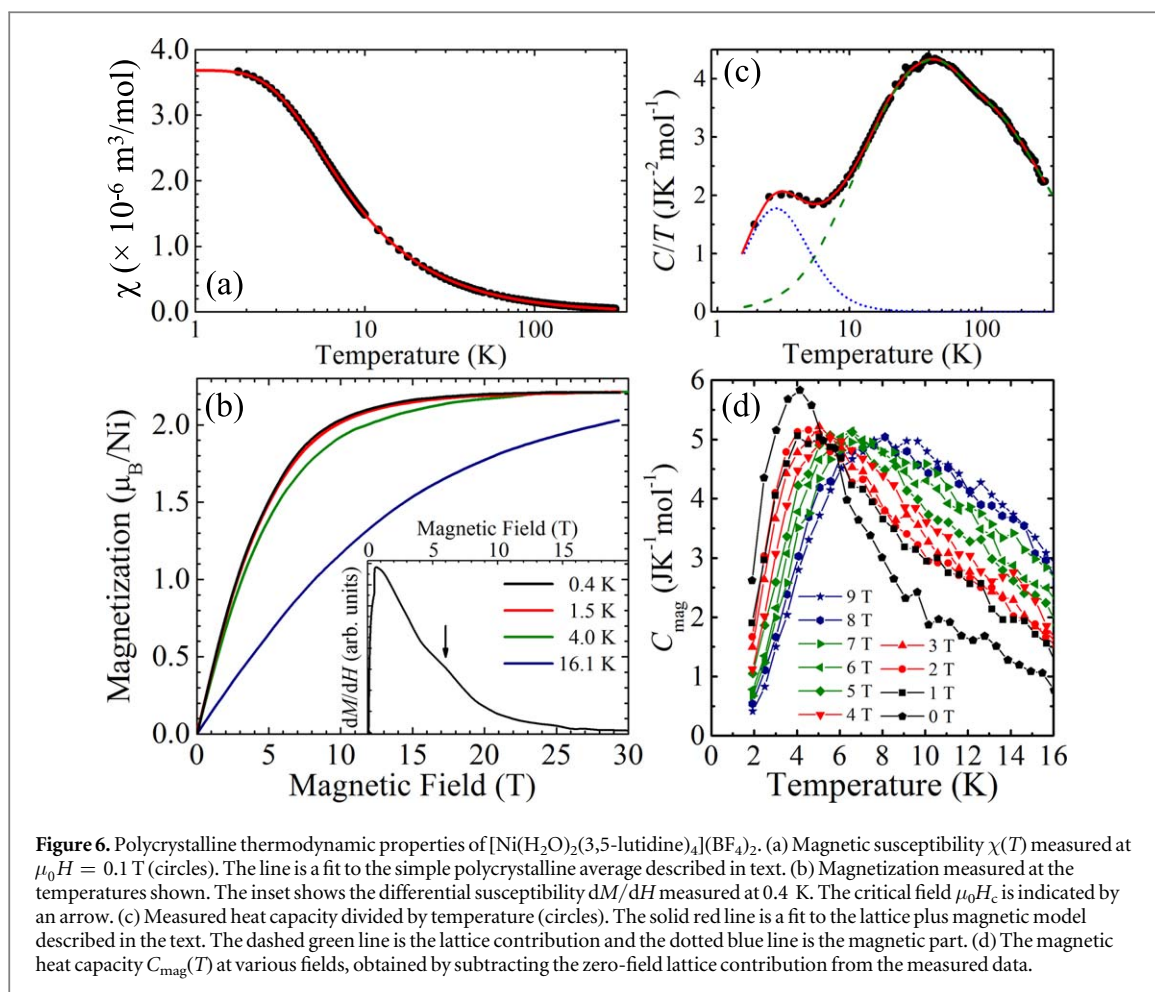 4.0
3.0
2.0
1.0
0.0
χ (× 10⁻⁶ m³/mol)
(a)
1 10 100
Temperature (K)
4
3
2
1
0
C/T (JK⁻²mol⁻¹)
(c)
1 10 100
Temperature (K)
2.0
1.5
1.0
0.5
0.0
Magnetization (μB/Ni)
(b)
Magnetic Field (T)
0 6 12 18
dM/dH (arb. units)
0.4 K
1.5 K
4.0 K
16.1 K
0 5 10 15 20 25 30
Magnetic Field (T)
6
5
4
3
2
1
0
Cmag (JK⁻¹mol⁻¹)
(d)
9 T
8 T
7 T
6 T
5 T
4 T
3 T
2 T
1 T
0 T
0 2 4 6 8 10 12 14 16
Temperature (K)
Figure 6. Polycrystalline thermodynamic properties of [Ni(H₂O)₂(3,5-lutidine)₄](BF₄)₂. (a) Magnetic susceptibility χ(T) measured at
μ₀H = 0.1 T (circles). The line is a fit to the simple polycrystalline average described in text. (b) Magnetization measured at the
temperatures shown. The inset shows the differential susceptibility dM/dH measured at 0.4 K. The critical field μ₀Hc is indicated by
an arrow. (c) Measured heat capacity divided by temperature (circles). The solid red line is a fit to the lattice plus magnetic model
described in the text. The dashed green line is the lattice contribution and the dotted blue line is the magnetic part. (d) The magnetic
heat capacity Cmag(T) at various fields, obtained by subtracting the zero-field lattice contribution from the measured data.